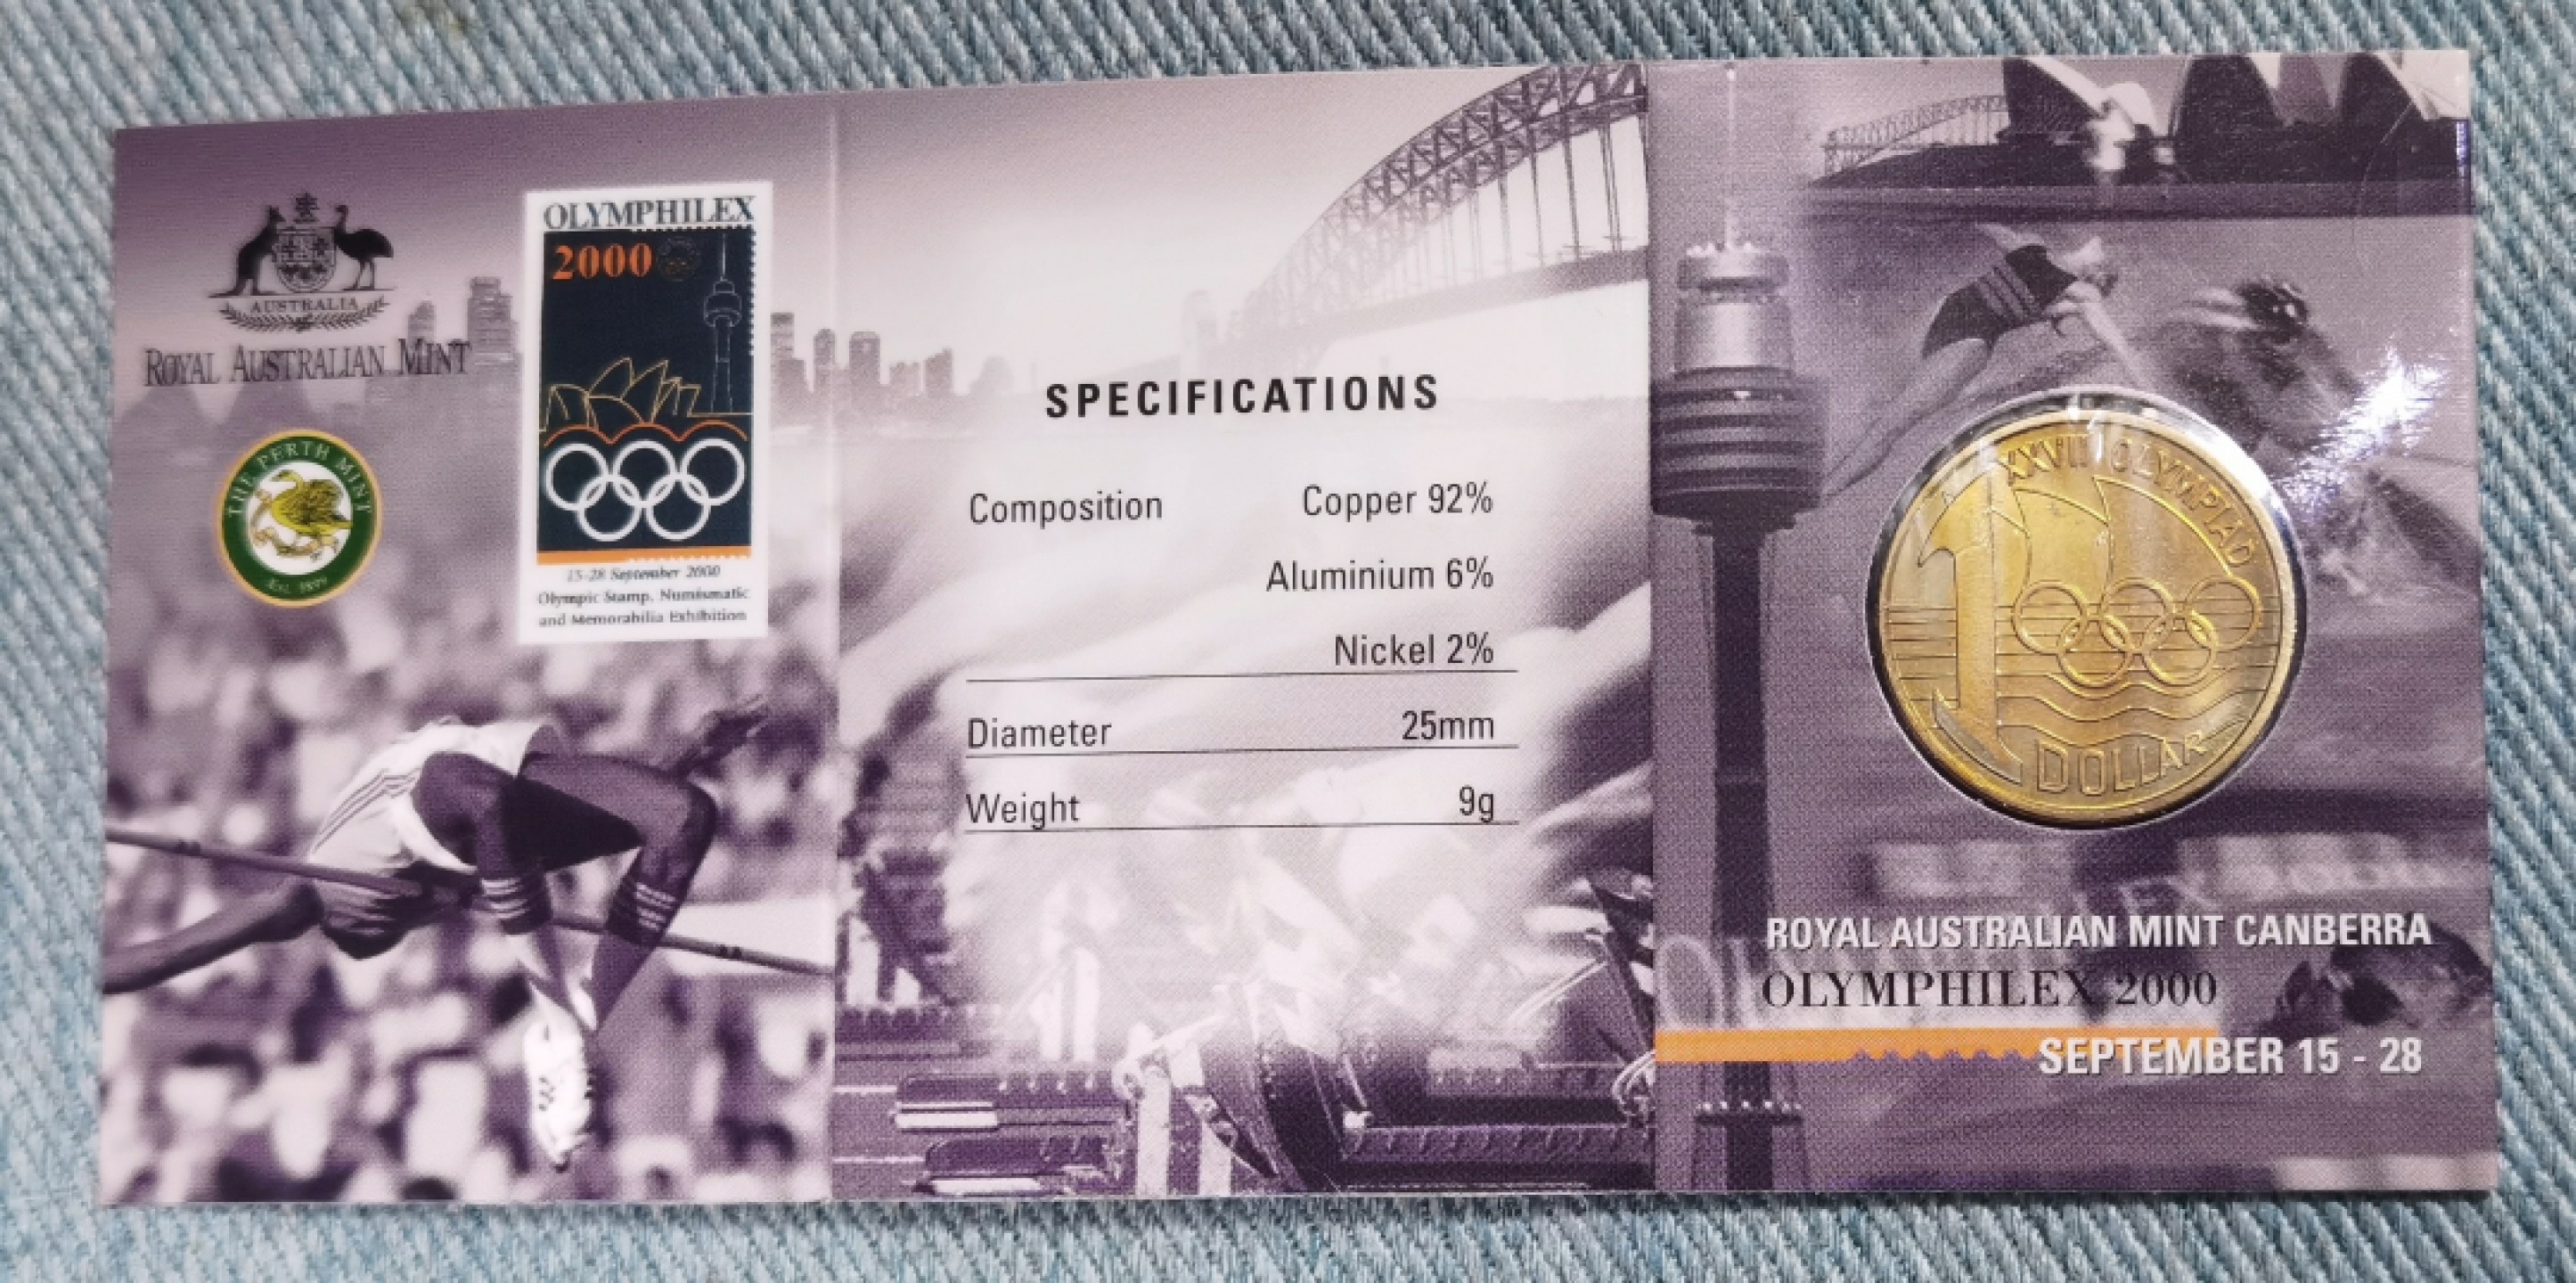 AUSTRALIA
ROYAL AUSTRALIAN MINT
THE PERTH MINT
EST. 1899
OLYMPHILEX
2000
15-28 September 2000
Olympic Stamp, Numismatic
and Memorabilia Exhibition
SPECIFICATIONS
Composition Copper 92%
Aluminium 6%
Nickel 2%
Diameter 25mm
Weight 9g
XXVII OLYMPIAD
1
DOLLAR
ROYAL AUSTRALIAN MINT CANBERRA
OLYMPHILEX 2000
SEPTEMBER 15 - 28